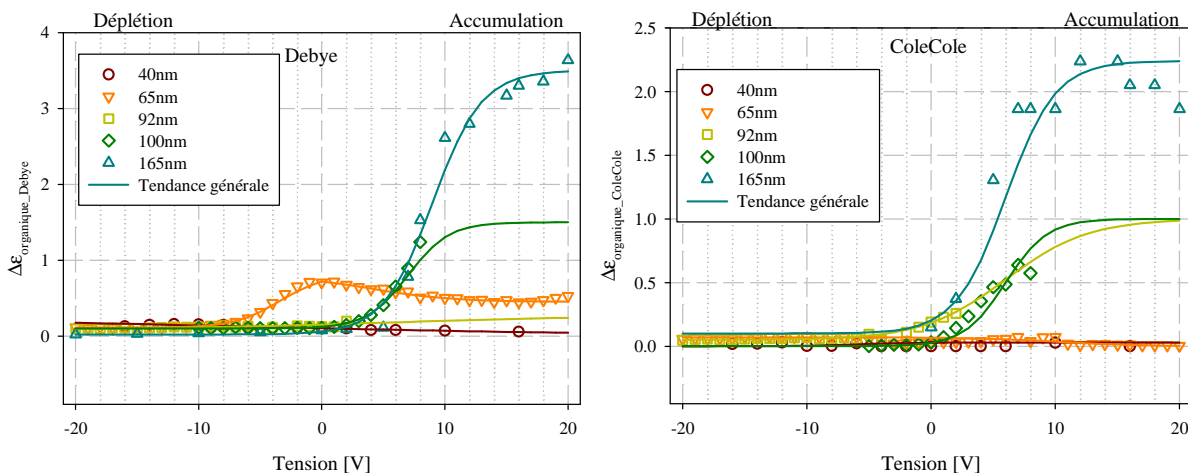 Déplétion
Accumulation
Debye
40nm
65nm
92nm
100nm
165nm
Tendance générale
4
3
2
1
0
-20
-10
0
10
20
Δε organique_Debye
Tension [V]
Déplétion
Accumulation
ColeCole
40nm
65nm
92nm
100nm
165nm
Tendance générale
2.5
2.0
1.5
1.0
0.5
0.0
-20
-10
0
10
20
Δε organique_ColeCole
Tension [V]